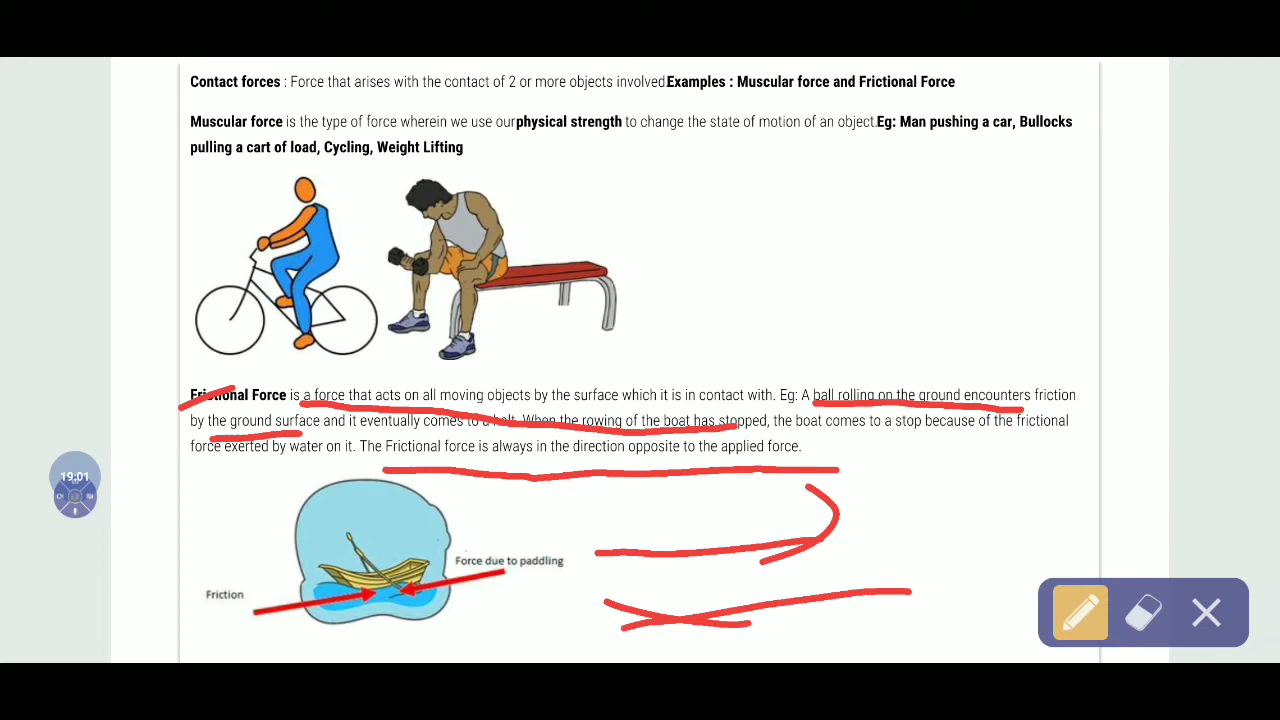 Contact forces : Force that arises with the contact of 2 or more objects involved.Examples : Muscular force and Frictional Force
Muscular force is the type of force wherein we use our physical strength to change the state of motion of an object.Eg: Man pushing a car, Bullocks
pulling a cart of load, Cycling, Weight Lifting
Frictional Force is a force that acts on all moving objects by the surface which it is in contact with. Eg: A ball rolling on the ground encounters friction
by the ground surface and it eventually comes to a halt. When the rowing of the boat has stopped, the boat comes to a stop because of the frictional
force exerted by water on it. The Frictional force is always in the direction opposite to the applied force.
19:01
Force due to paddling
Friction